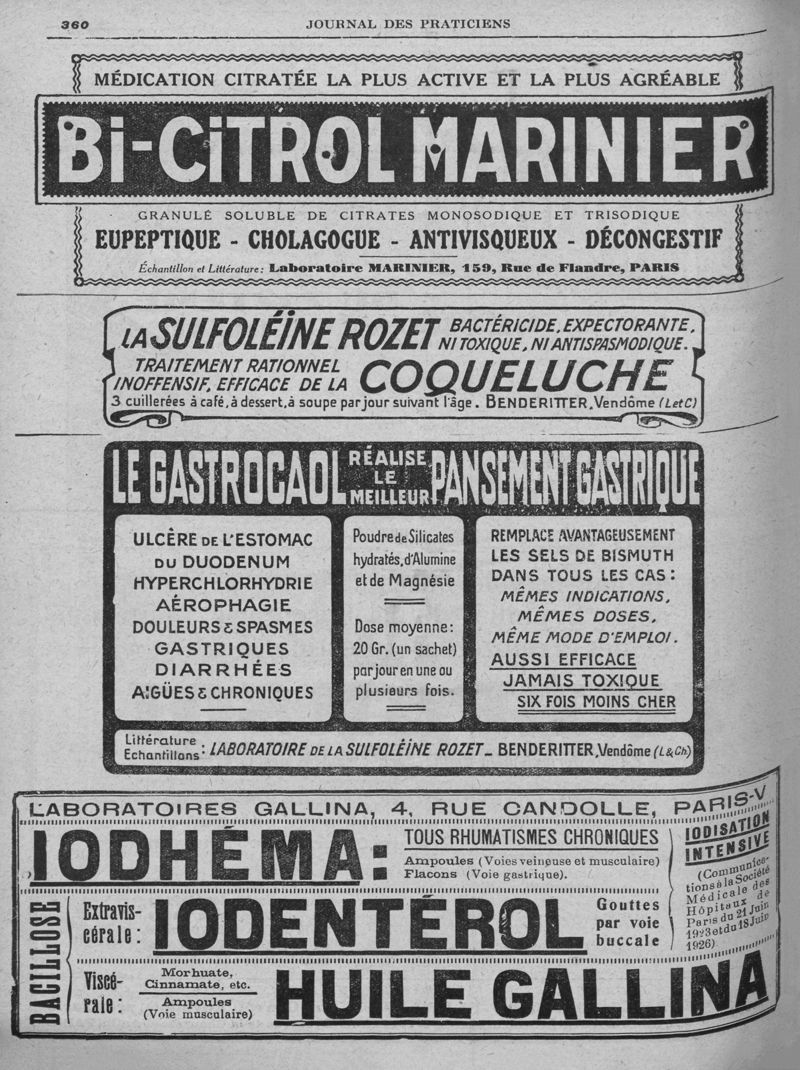 360
JOURNAL DES PRATICIENS
MÉDICATION CITRATÉE LA PLUS ACTIVE ET LA PLUS AGRÉABLE
Bi-CiTROL MARINIER
GRANULÉ SOLUBLE DE CITRATES MONOSODIQUE ET TRISODIQUE
EUPEPTIQUE - CHOLAGOGUE - ANTIVISQUEUX - DÉCONGESTIF
Échantillon et Littérature: Laboratoire MARINIER, 159, Rue de Flandre, PARIS
LA SULFOLÉINE ROZET BACTÉRICIDE, EXPECTORANTE,
NI TOXIQUE, NI ANTISPASMODIQUE.
TRAITEMENT RATIONNEL
INOFFENSIF, EFFICACE DE LA COQUELUCHE
3 cuillerées à café, à dessert, à soupe par jour suivant l'âge. BENDERITTER, Vendôme (L et C)
LE GASTROCAOL RÉALISE LE MEILLEUR PANSEMENT GASTRIQUE
ULCÈRE DE L'ESTOMAC
DU DUODENUM
HYPERCHLORHYDRIE
AÉROPHAGIE
DOULEURS & SPASMES
GASTRIQUES
DIARRHÉES
AIGÜES & CHRONIQUES
Poudre de Silicates
hydratés, d'Alumine
et de Magnésie
Dose moyenne:
20 Gr. (un sachet)
par jour en une ou
plusieurs fois.
REMPLACE AVANTAGEUSEMENT
LES SELS DE BISMUTH
DANS TOUS LES CAS:
MÊMES INDICATIONS,
MÊMES DOSES,
MÊME MODE D'EMPLOI.
AUSSI EFFICACE
JAMAIS TOXIQUE
SIX FOIS MOINS CHER
Littérature
Echantillons : LABORATOIRE DE LA SULFOLÉINE ROZET_ BENDERITTER, Vendôme (L & Ch)
LABORATOIRES GALLINA, 4, RUE CANDOLLE, PARIS-V
IODHÉMA:
TOUS RHUMATISMES CHRONIQUES
Ampoules (Voies veineuse et musculaire)
Flacons (Voie gastrique).
IODISATION
INTENSIVE
(Communica-
tions à la Société
Médicale des
Hôpitaux de
Paris du 21 Juin
1923 et du 18 Juin
1926)
BACILLOSE
Extravis-
cérale:
IODENTÉROL
Gouttes
par voie
buccale
Viscé-
rale:
Morhuate,
Cinnamate, etc.
Ampoules
(Voie musculaire)
HUILE GALLINA